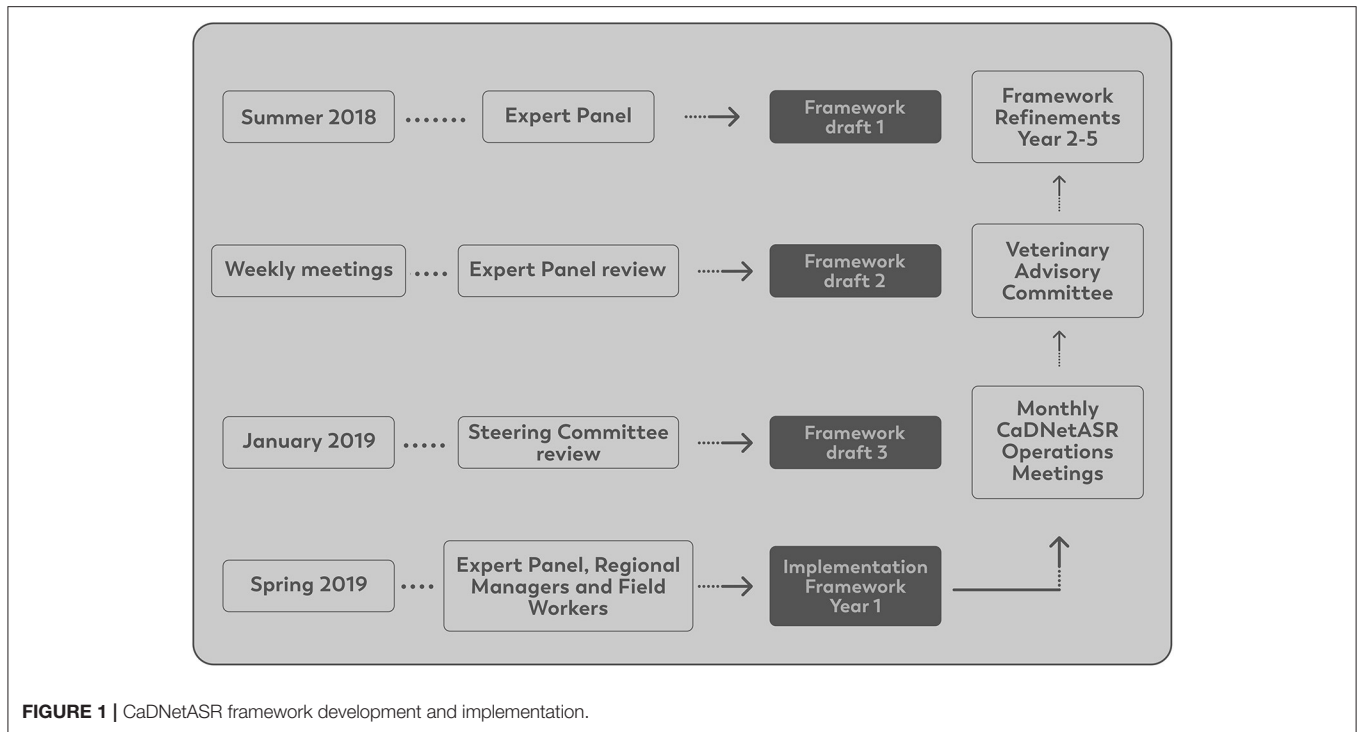 Summer 2018
Expert Panel
Framework
draft 1
Weekly meetings
Expert Panel review
Framework
draft 2
January 2019
Steering Committee
review
Framework
draft 3
Spring 2019
Expert Panel, Regional
Managers and Field
Workers
Implementation
Framework
Year 1
Monthly
CaDNetASR
Operations
Meetings
Veterinary
Advisory
Committee
Framework
Refinements
Year 2-5
FIGURE 1 | CaDNetASR framework development and implementation.